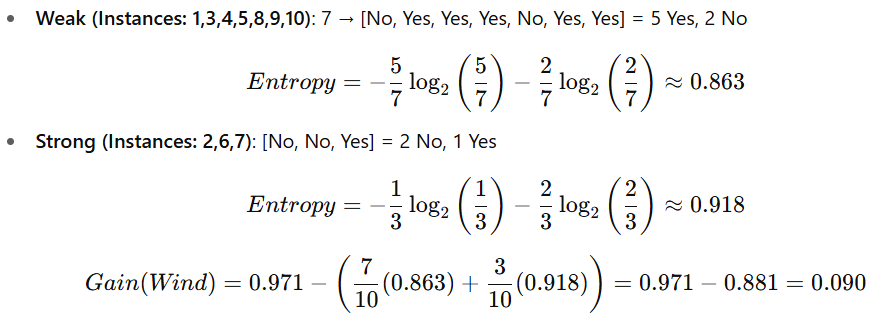 • Weak (Instances: 1,3,4,5,8,9,10): 7 → [No, Yes, Yes, Yes, No, Yes, Yes] = 5 Yes, 2 No
Entropy = −5/7 log₂(5/7) − 2/7 log₂(2/7) ≈ 0.863
• Strong (Instances: 2,6,7): [No, No, Yes] = 2 No, 1 Yes
Entropy = −1/3 log₂(1/3) − 2/3 log₂(2/3) ≈ 0.918
Gain(Wind) = 0.971 − (7/10(0.863) + 3/10(0.918)) = 0.971 − 0.881 = 0.090